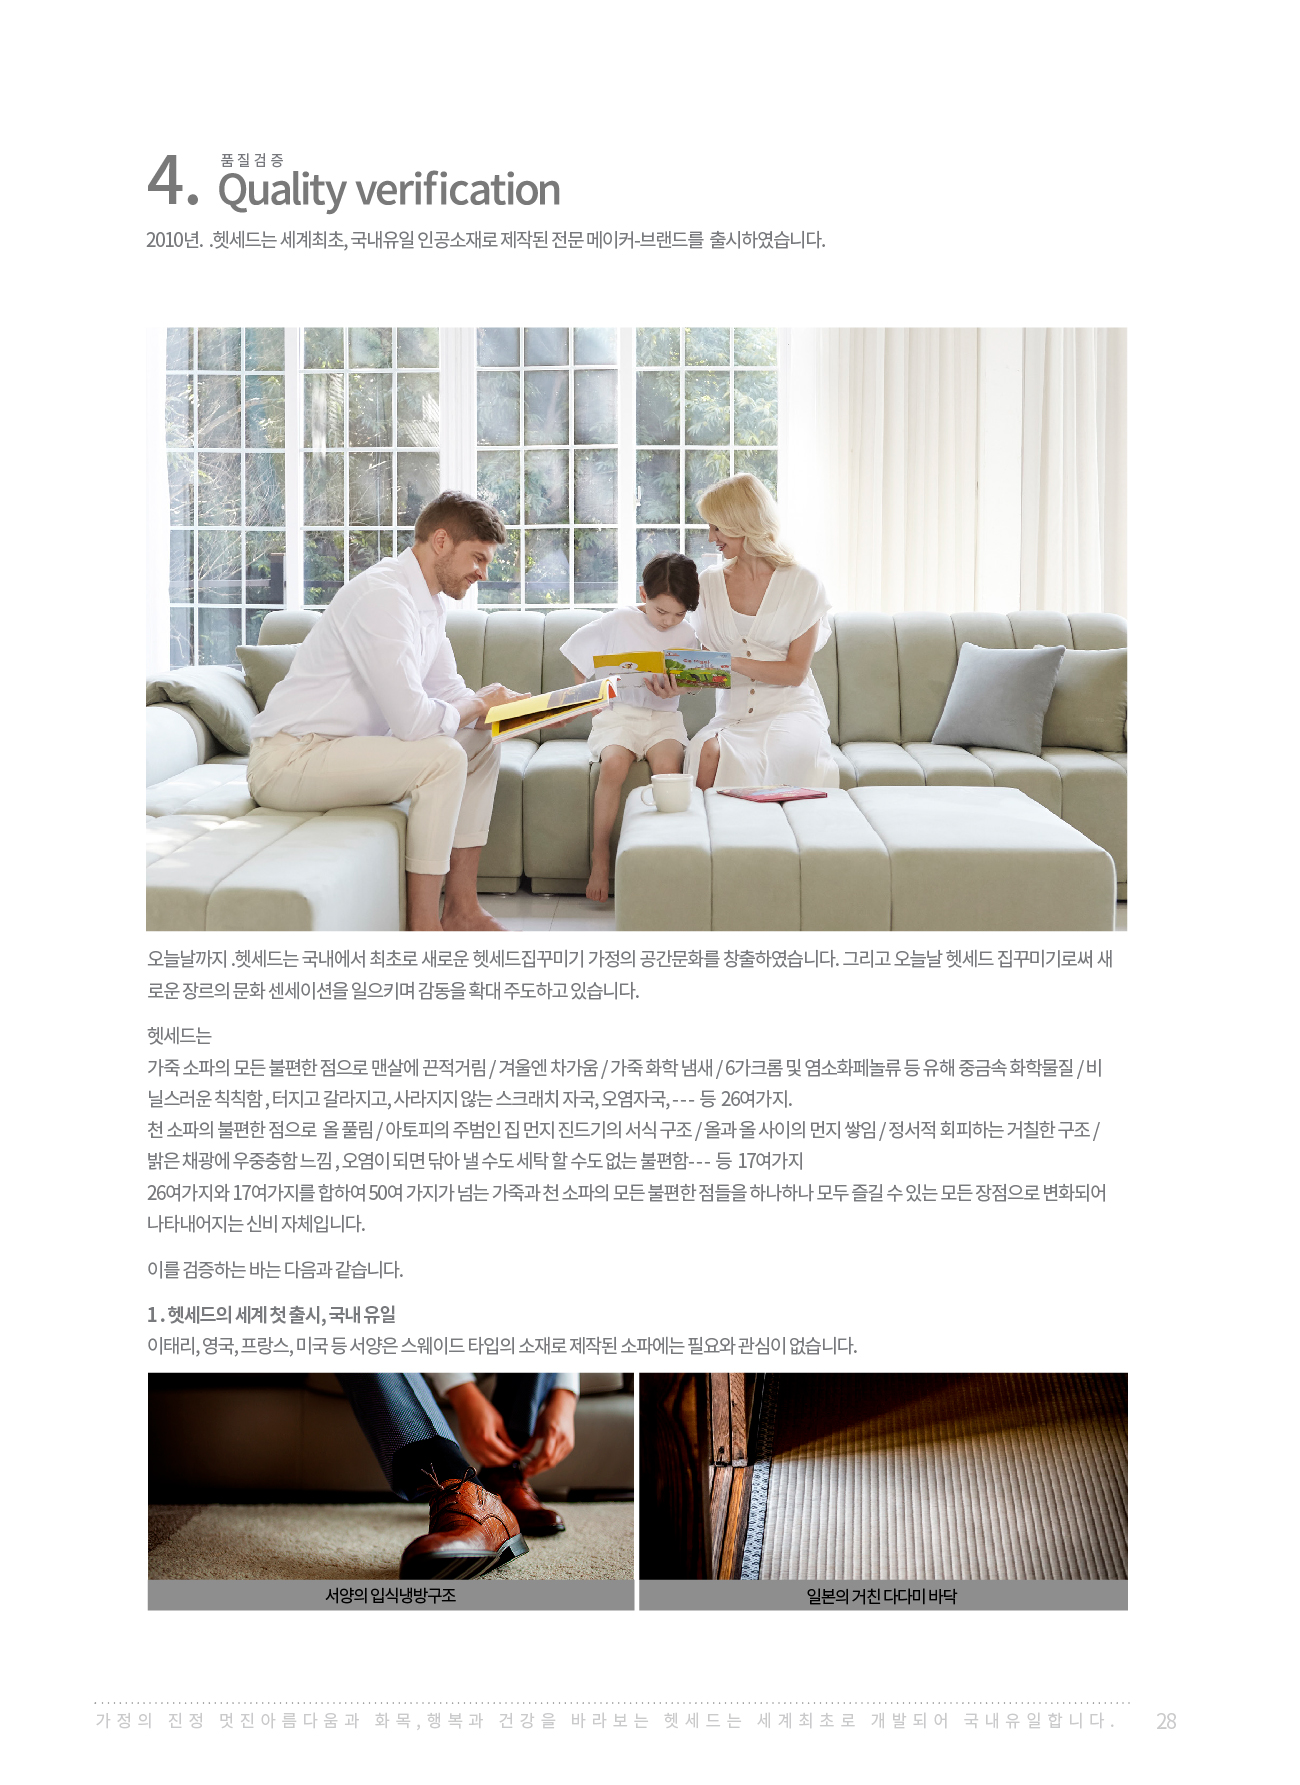 4.
품질검증
Quality verification
2010년. .헷세드는 세계최초, 국내유일 인공소재로 제작된 전문 메이커-브랜드를 출시하였습니다.
오늘날까지 .헷세드는 국내에서 최초로 새로운 헷세드집꾸미기 가정의 공간문화를 창출하였습니다. 그리고 오늘날 헷세드 집꾸미기로써 새
로운 장르의 문화 센세이션을 일으키며 감동을 확대 주도하고 있습니다.
헷세드는
가죽 소파의 모든 불편한 점으로 맨살에 끈적거림 / 겨울엔 차가움 / 가죽 화학 냄새 / 6가크롬 및 염소화페놀류 등 유해 중금속 화학물질 / 비
닐스러운 칙칙함 , 터지고 갈라지고, 사라지지 않는 스크래치 자국, 오염자국, --- 등 26여가지.
천 소파의 불편한 점으로 올 풀림 / 아토피의 주범인 집 먼지 진드기의 서식 구조 / 올과 올 사이의 먼지 쌓임 / 정서적 회피하는 거칠한 구조 /
밝은 채광에 우중충함 느낌 , 오염이 되면 닦아 낼 수도 세탁 할 수도 없는 불편함--- 등 17여가지
26여가지와 17여가지를 합하여 50여 가지가 넘는 가죽과 천 소파의 모든 불편한 점들을 하나하나 모두 즐길 수 있는 모든 장점으로 변화되어
나타내어지는 신비 자체입니다.
이를 검증하는 바는 다음과 같습니다.
1 . 헷세드의 세계 첫 출시, 국내 유일
이태리, 영국, 프랑스, 미국 등 서양은 스웨이드 타입의 소재로 제작된 소파에는 필요와 관심이 없습니다.
서양의 입식냉방구조
일본의 거친 다다미 바닥
가정의 진정 멋진아름다움과 화목,행복과 건강을 바라보는 헷세드는 세계최초로 개발되어 국내유일합니다.
28